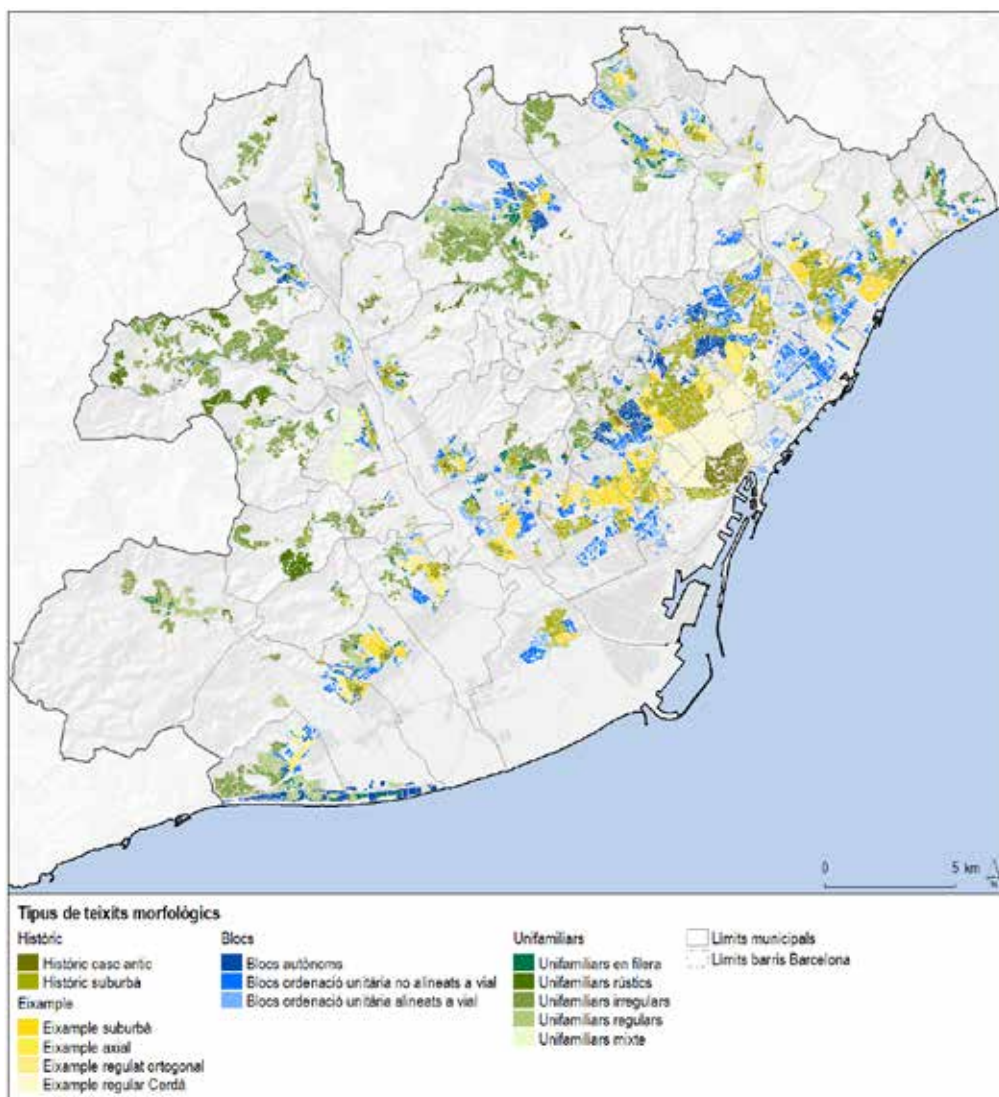 0 5 km
Tipus de teixits morfològics
Històric
Històric casc antic
Històric suburbà
Eixample
Eixample suburbà
Eixample axial
Eixample regulat ortogonal
Eixample regular Cerdà
Blocs
Blocs autònoms
Blocs ordenació unitària no alineats a vial
Blocs ordenació unitària alineats a vial
Unifamiliars
Unifamiliars en filera
Unifamiliars rústics
Unifamiliars irregulars
Unifamiliars regulars
Unifamiliars mixte
Límits municipals
Límits barris Barcelona